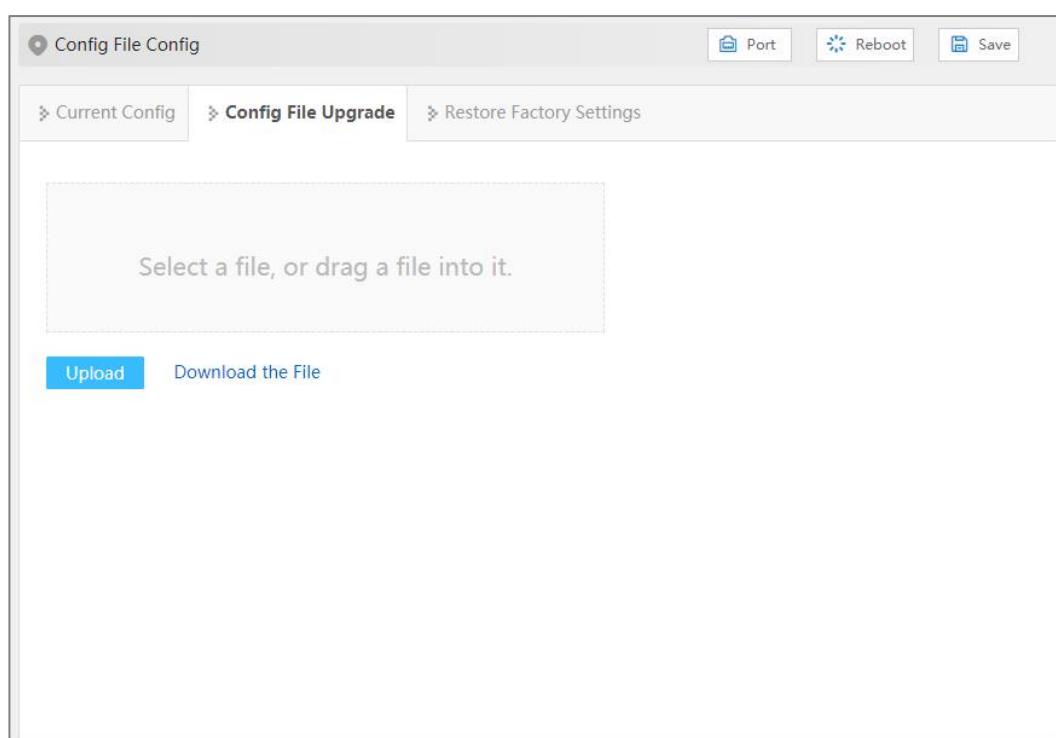 Config File Config
Port
Reboot
Save
Current Config
Config File Upgrade
Restore Factory Settings
Select a file, or drag a file into it.
Upload
Download the File